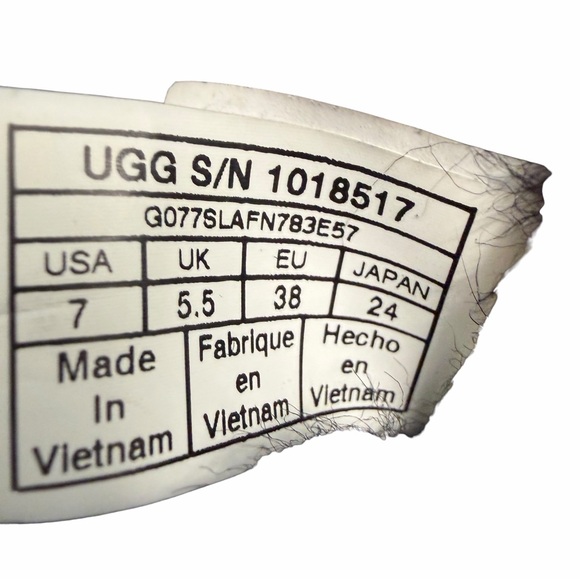 UGG S/N 1018517
G077SLAFN783E57
USA UK EU JAPAN
7 5.5 38 24
Made In Vietnam
Fabrique en Vietnam
Hecho en Vietnam